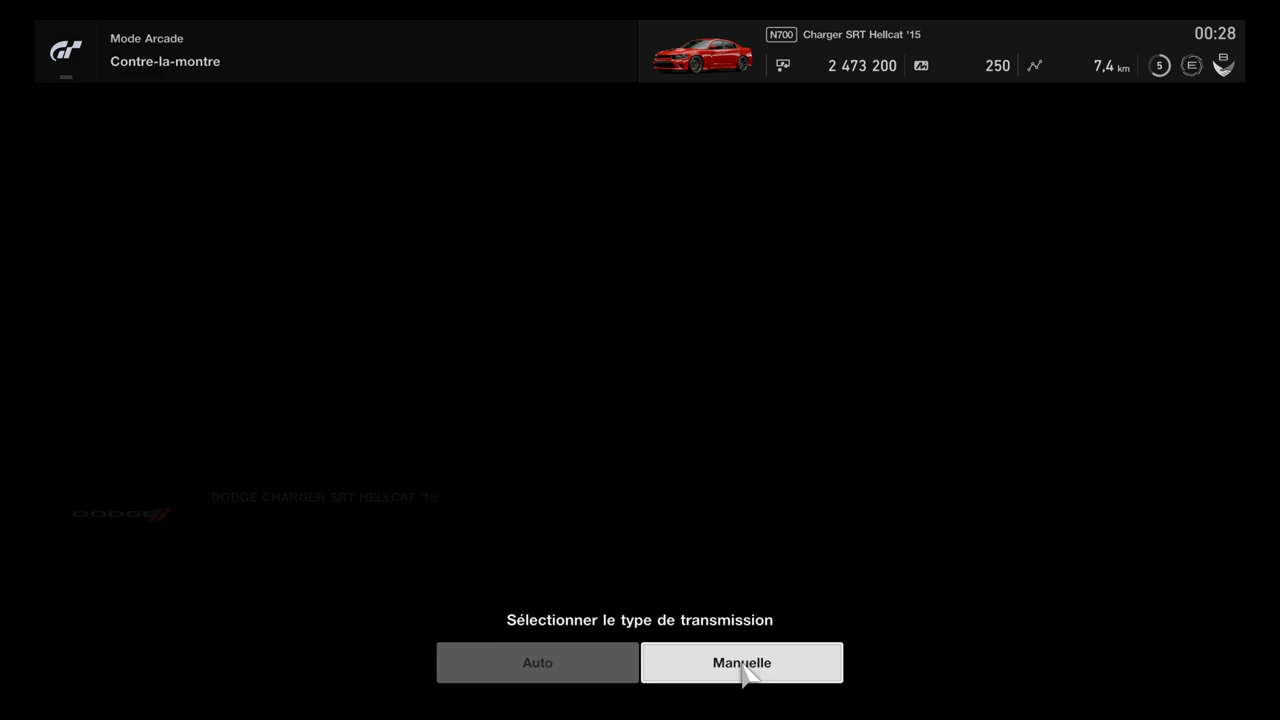 Mode Arcade
Contre-la-montre
N700 Charger SRT Hellcat '15
00:28
2 473 200
250
7,4 km
5
E
B
DODGE CHARGER SRT HELLCAT '15
DODGE
Sélectionner le type de transmission
Auto
Manuelle